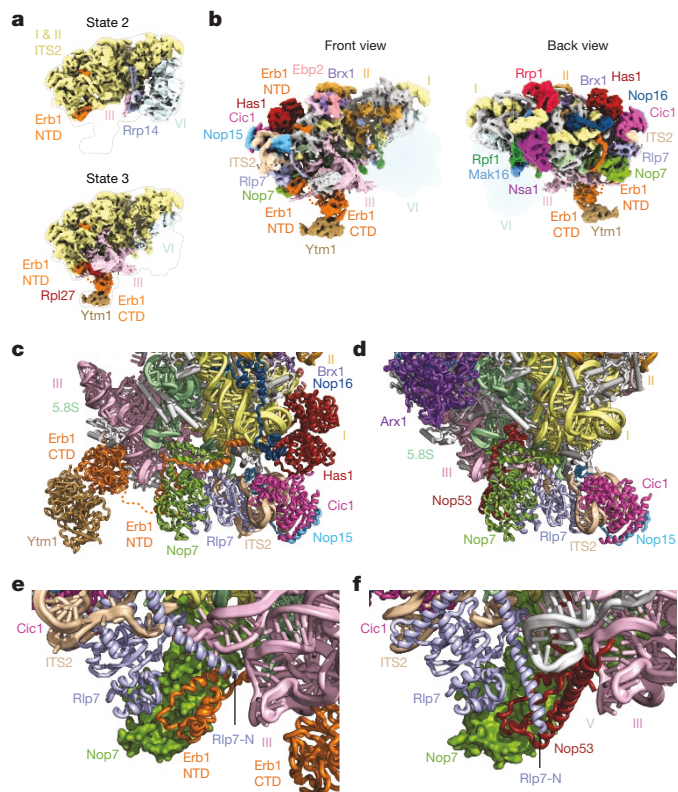 a
State 2
I & II
ITS2
Erb1
NTD
III
Rrp14
VI
State 3
Erb1
NTD
Rpl27
Ytm1
Erb1
CTD
III
VI
b
Front view
Erb1
NTD
Ebp2
Brx1
II
I
Has1
Cic1
Nop15
ITS2
Rlp7
Nop7
Erb1
NTD
III
Erb1
CTD
Ytm1
VI
Back view
I
Rrp1
II
Brx1
Has1
Nop16
Cic1
ITS2
Rlp7
Nop7
Rpf1
Mak16
Nsa1
III
Erb1
NTD
Erb1
CTD
Ytm1
VI
c
III
5.8S
Erb1
CTD
Ytm1
Erb1
NTD
Nop7
Rlp7
ITS2
II
Brx1
Nop16
I
Has1
Cic1
Nop15
d
Arx1
5.8S
III
Nop53
Nop7
Rlp7
ITS2
II
I
Cic1
Nop15
e
Cic1
ITS2
Rlp7
Nop7
Erb1
NTD
Rlp7-N
III
Erb1
CTD
f
Cic1
ITS2
Rlp7
Nop7
Rlp7-N
Nop53
V
III